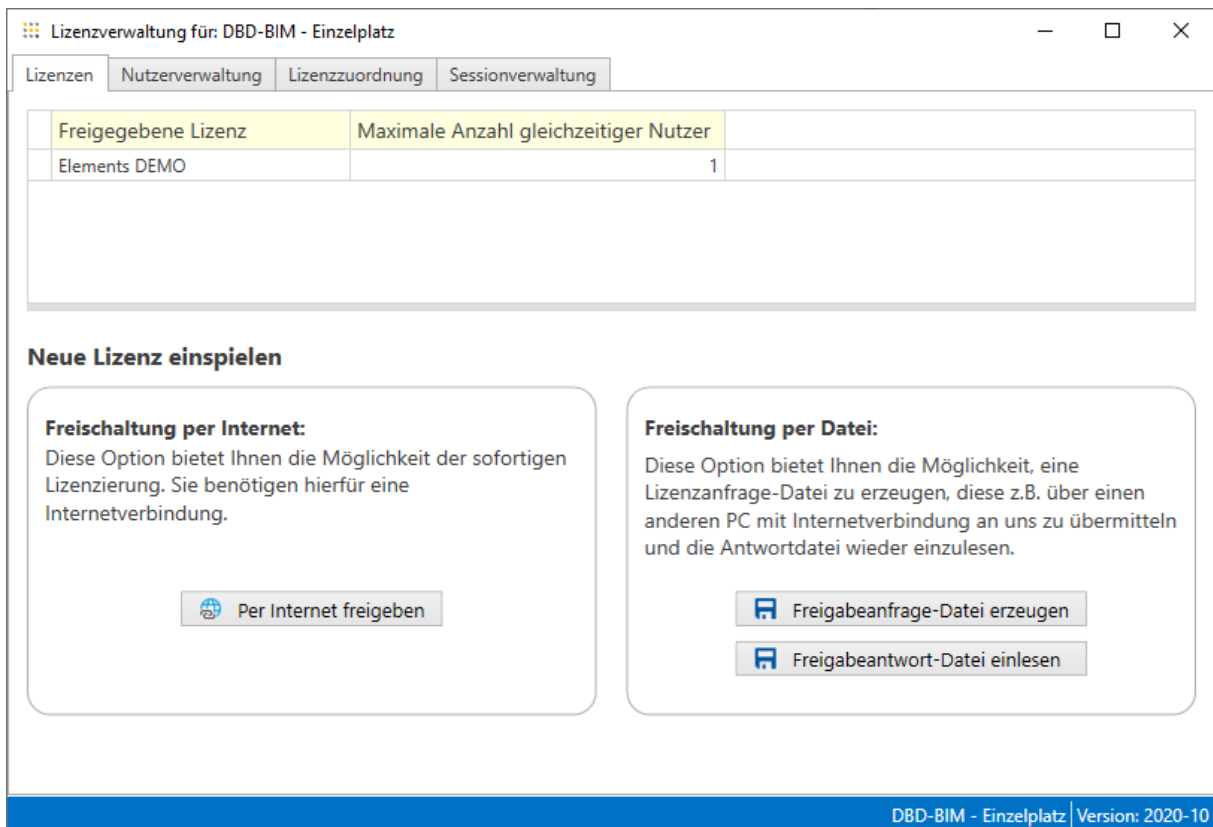 Lizenzverwaltung für: DBD-BIM - Einzelplatz
Lizenzen Nutzerverwaltung Lizenzzuordnung Sessionverwaltung
Freigegebene Lizenz Maximale Anzahl gleichzeitiger Nutzer
Elements DEMO 1
Neue Lizenz einspielen
Freischaltung per Internet:
Diese Option bietet Ihnen die Möglichkeit der sofortigen
Lizenzierung. Sie benötigen hierfür eine
Internetverbindung.
Per Internet freigeben
Freischaltung per Datei:
Diese Option bietet Ihnen die Möglichkeit, eine
Lizenzanfrage-Datei zu erzeugen, diese z.B. über einen
anderen PC mit Internetverbindung an uns zu übermitteln
und die Antwortdatei wieder einzulesen.
Freigabeanfrage-Datei erzeugen
Freigabeantwort-Datei einlesen
DBD-BIM - Einzelplatz Version: 2020-10